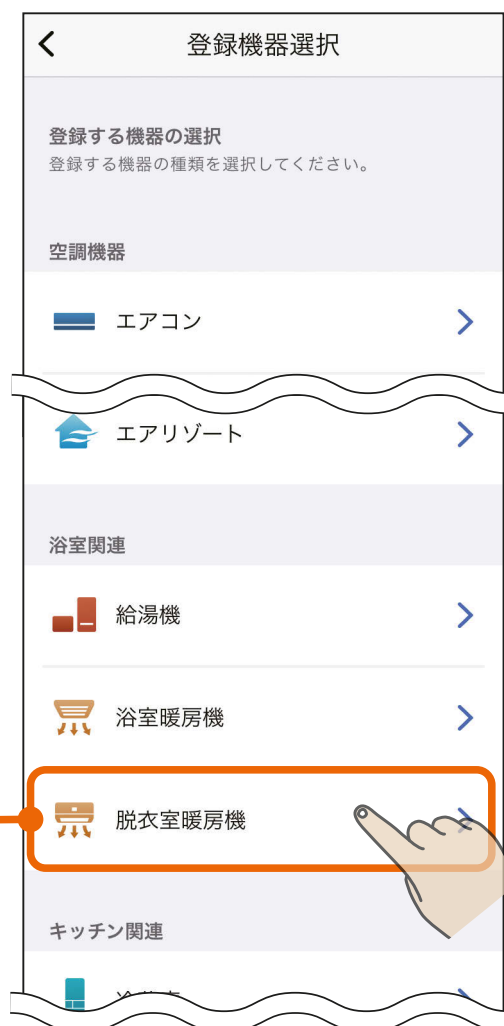 登録機器選択
登録する機器の選択
登録する機器の種類を選択してください。
空調機器
エアコン
エアリゾート
浴室関連
給湯機
浴室暖房機
脱衣室暖房機
キッチン関連